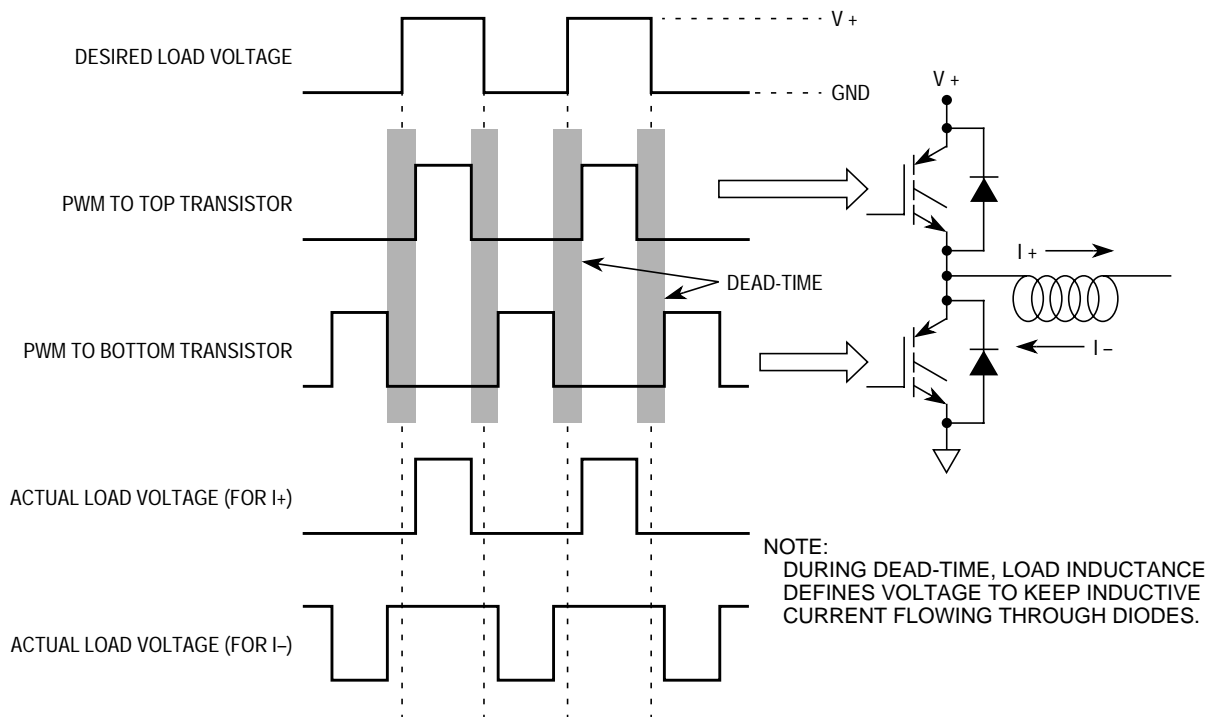 DESIRED LOAD VOLTAGE
V +
GND
V +
PWM TO TOP TRANSISTOR
DEAD-TIME
I +
PWM TO BOTTOM TRANSISTOR
I –
ACTUAL LOAD VOLTAGE (FOR I+)
NOTE:
DURING DEAD-TIME, LOAD INDUCTANCE
DEFINES VOLTAGE TO KEEP INDUCTIVE
CURRENT FLOWING THROUGH DIODES.
ACTUAL LOAD VOLTAGE (FOR I–)